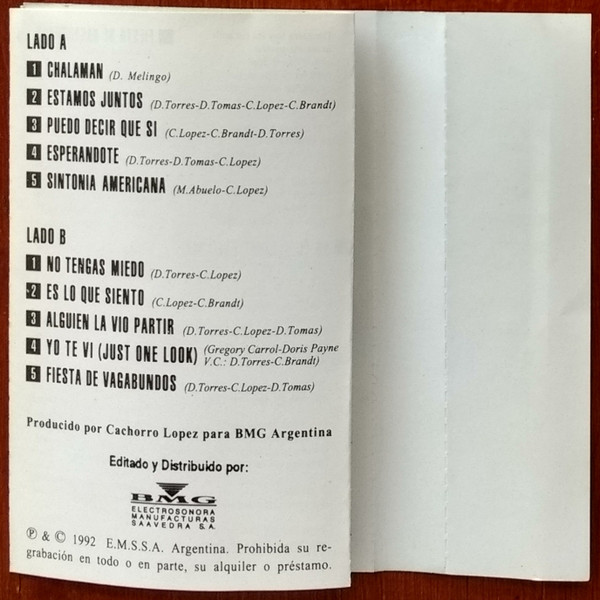 LADO A
1 CHALAMAN (D. Melingo)
2 ESTAMOS JUNTOS (D.Torres-D.Tomas-C.Lopez-C.Brandt)
3 PUEDO DECIR QUE SI (C.Lopez-C.Brandt-D.Torres)
4 ESPERANDOTE (D.Torres-D.Tomas-C.Lopez)
5 SINTONIA AMERICANA (M.Abuelo-C.Lopez)
LADO B
1 NO TENGAS MIEDO (D.Torres-C.Lopez)
2 ES LO QUE SIENTO (C.Lopez-C.Brandt)
3 ALGUIEN LA VIO PARTIR (D.Torres-C.Lopez-D.Tomas)
4 YO TE VI (JUST ONE LOOK) (Gregory Carrol-Doris Payne
V.C.: D.Torres-C.Brandt)
5 FIESTA DE VAGABUNDOS (D.Torres-C.Lopez-D.Tomas)
Producido por Cachorro Lopez para BMG Argentina
Editado y Distribuido por:
BMG
ELECTROSONORA
MANUFACTURAS
SAAVEDRA S.A.
℗ & © 1992 E.M.S.S.A. Argentina. Prohibida su re-
grabación en todo o en parte, su alquiler o préstamo.